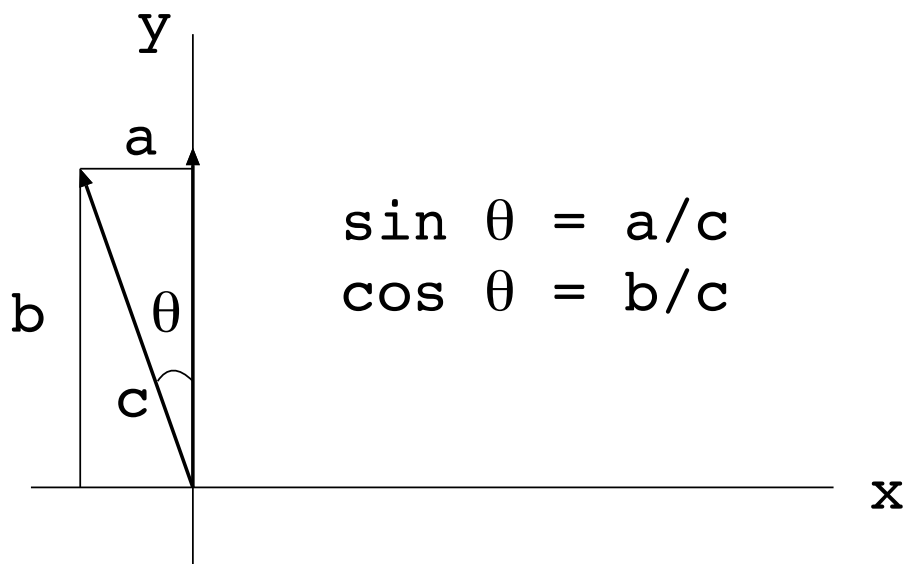 y
a
sin θ = a/c
cos θ = b/c
b
θ
c
x